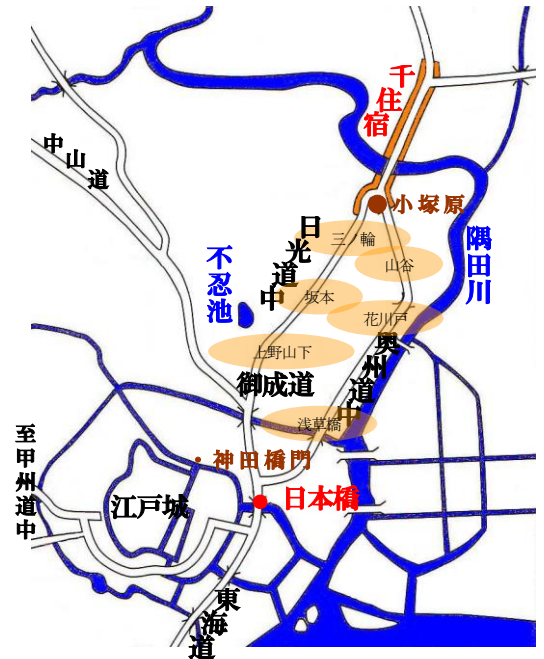 千住宿
中山道
小塚原
日光道中
三ノ輪
隅田川
不忍池
山谷
坂本
花川戸
上野山下
奥州道中
御成道
浅草橋
至甲州道中
・神田橋門
江戸城
日本橋
東海道